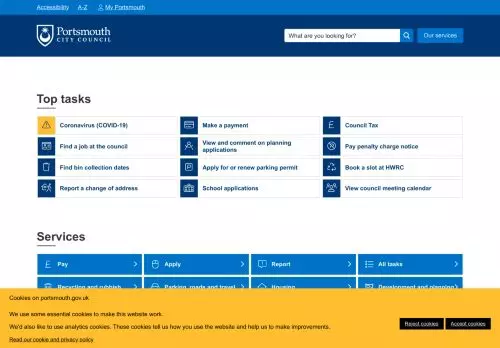 Accessibility A-Z My Portsmouth
Portsmouth
CITY COUNCIL
What are you looking for?
Our services
Top tasks
Coronavirus (COVID-19) Make a payment Council Tax
Find a job at the council View and comment on planning applications Pay penalty charge notice
Find bin collection dates Apply for or renew parking permit Book a slot at HWRC
Report a change of address School applications View council meeting calendar
Services
Pay Apply Report All tasks
Recycling and rubbish Parking, roads and travel Housing Development and planning
Cookies on portsmouth.gov.uk
We use some essential cookies to make this website work.
We'd also like to use analytics cookies. These cookies tell us how you use the website and help us to make improvements.
Reject cookies Accept cookies
Read our cookie and privacy policy